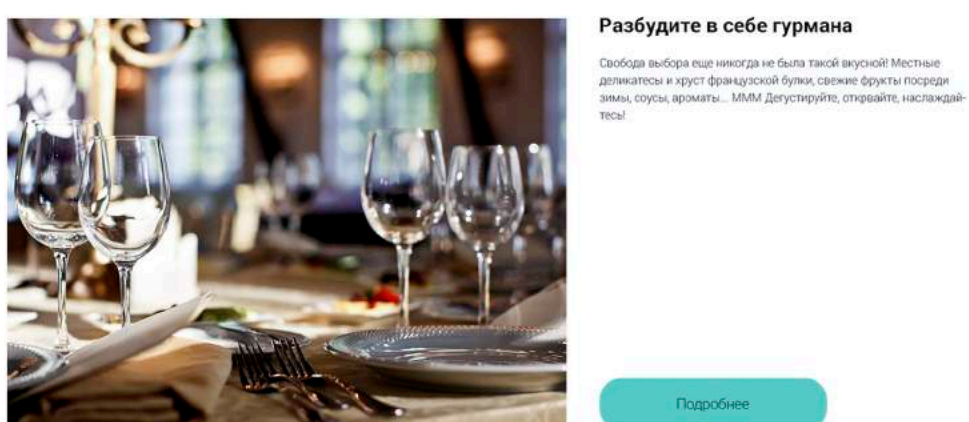 Разбудите в себе гурмана
Свобода выбора еще никогда не была такой вкусной! Местные
деликатесы и хруст французской булки, свежие фрукты посреди
зимы, соусы, ароматы... МММ Дегустируйте, открвайте, наслаждай-
тесь!
Подробнее